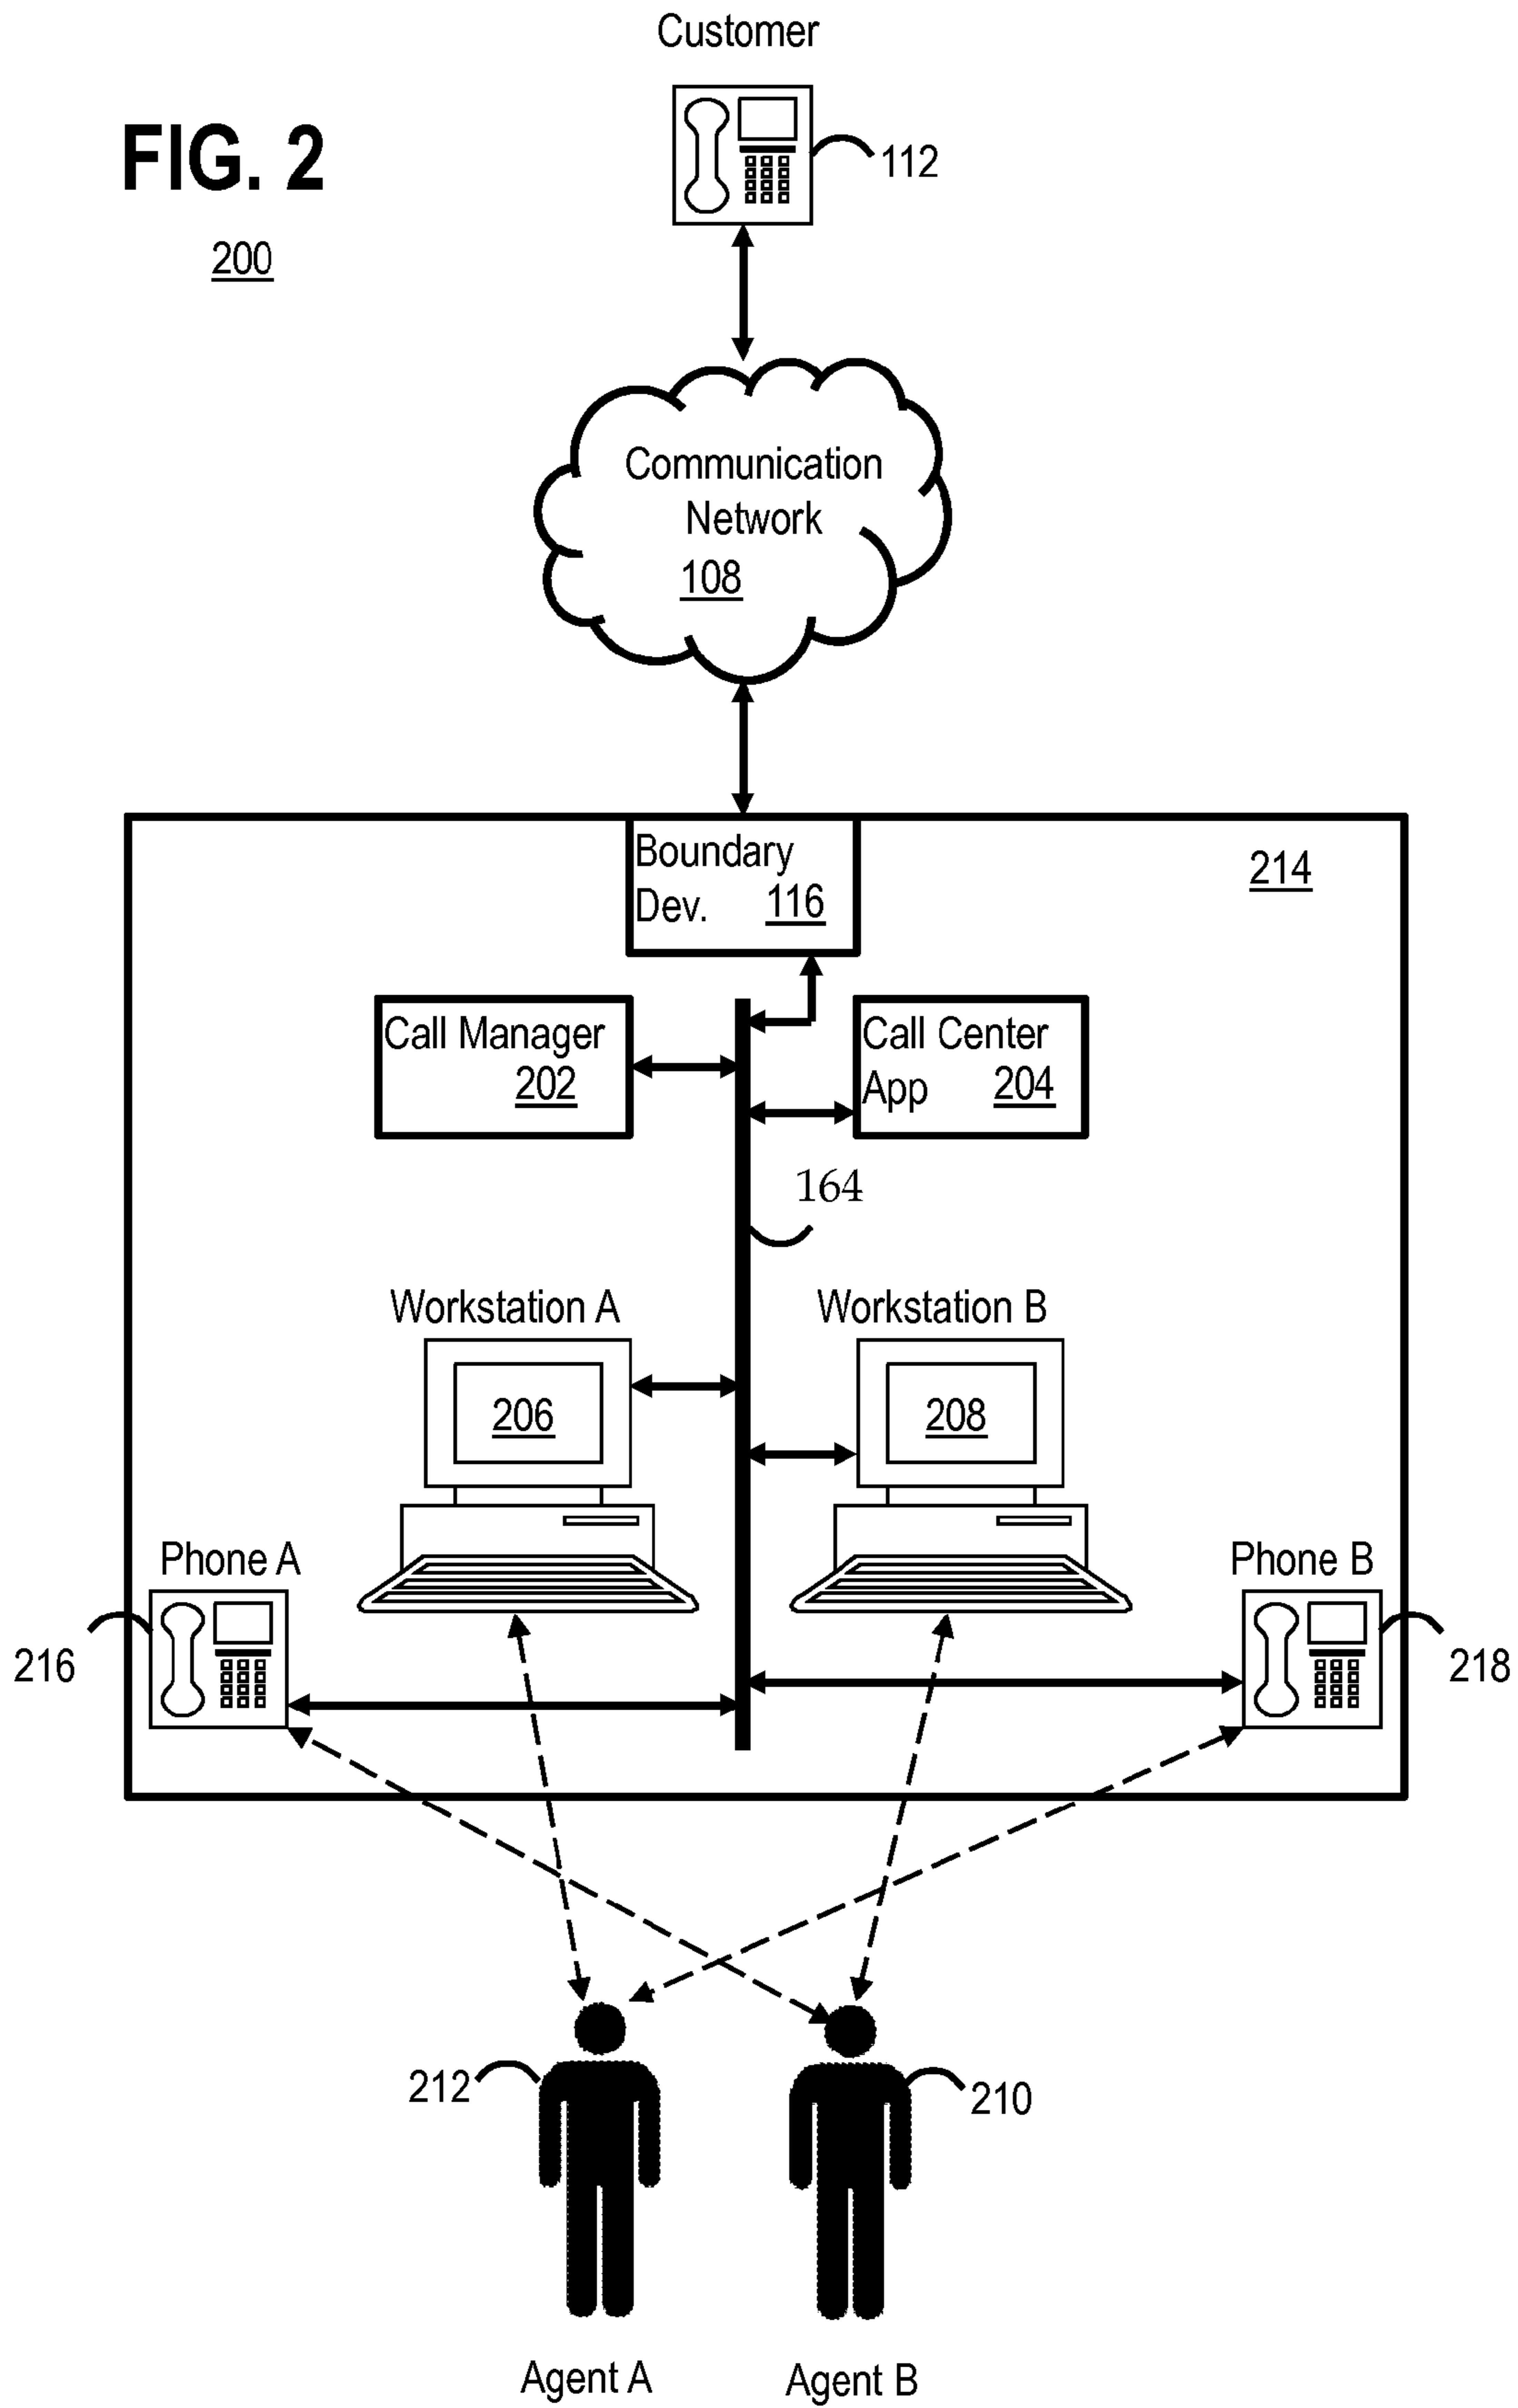 Customer
FIG. 2
112
200
Communication
Network
108
Boundary
Dev. 116
214
Call Manager
202
Call Center
App 204
164
Workstation A
Workstation B
206
208
Phone A
Phone B
216
218
212
210
Agent A
Agent B